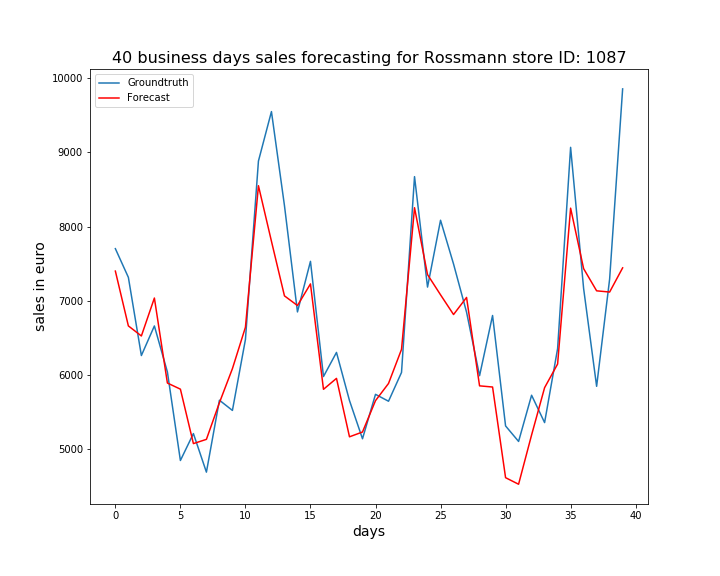 40 business days sales forecasting for Rossmann store ID: 1087
Groundtruth
Forecast
sales in euro
10000
9000
8000
7000
6000
5000
0 5 10 15 20 25 30 35 40
days